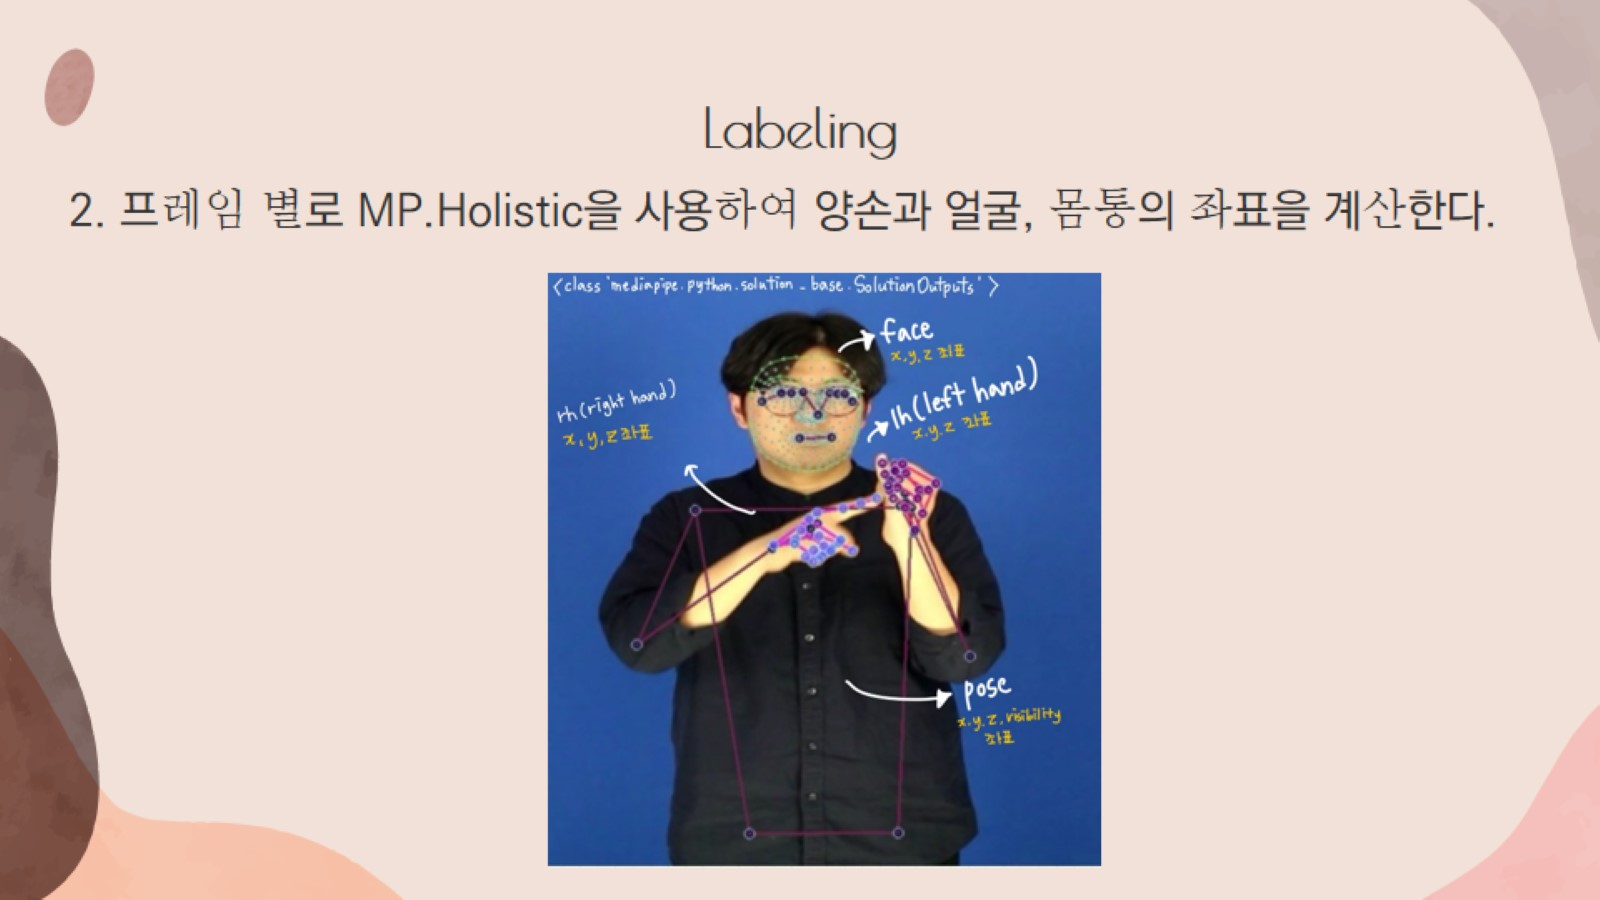 Labeling
2. 프레임 별로 MP.Holistic을 사용하여 양손과 얼굴, 몸통의 좌표을 계산한다.
<class 'mediapipe.python.solution_base.SolutionOutputs'>
face
x,y,z 좌표
rh(right hand)
x,y,z 좌표
lh(left hand)
x.y.z 좌표
pose
x.y.z.visibility
좌표